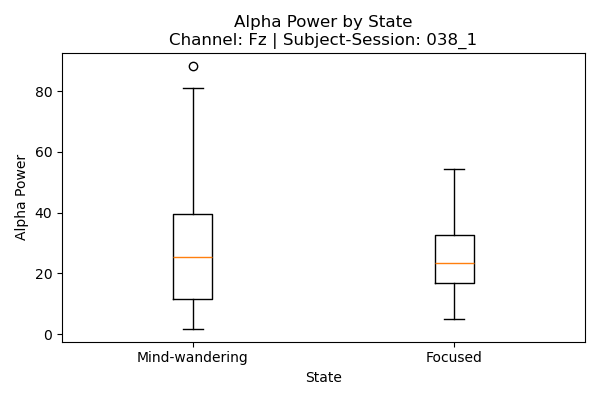 Alpha Power by State
Channel: Fz | Subject-Session: 038_1
Alpha Power
80
60
40
20
0
Mind-wandering
Focused
State